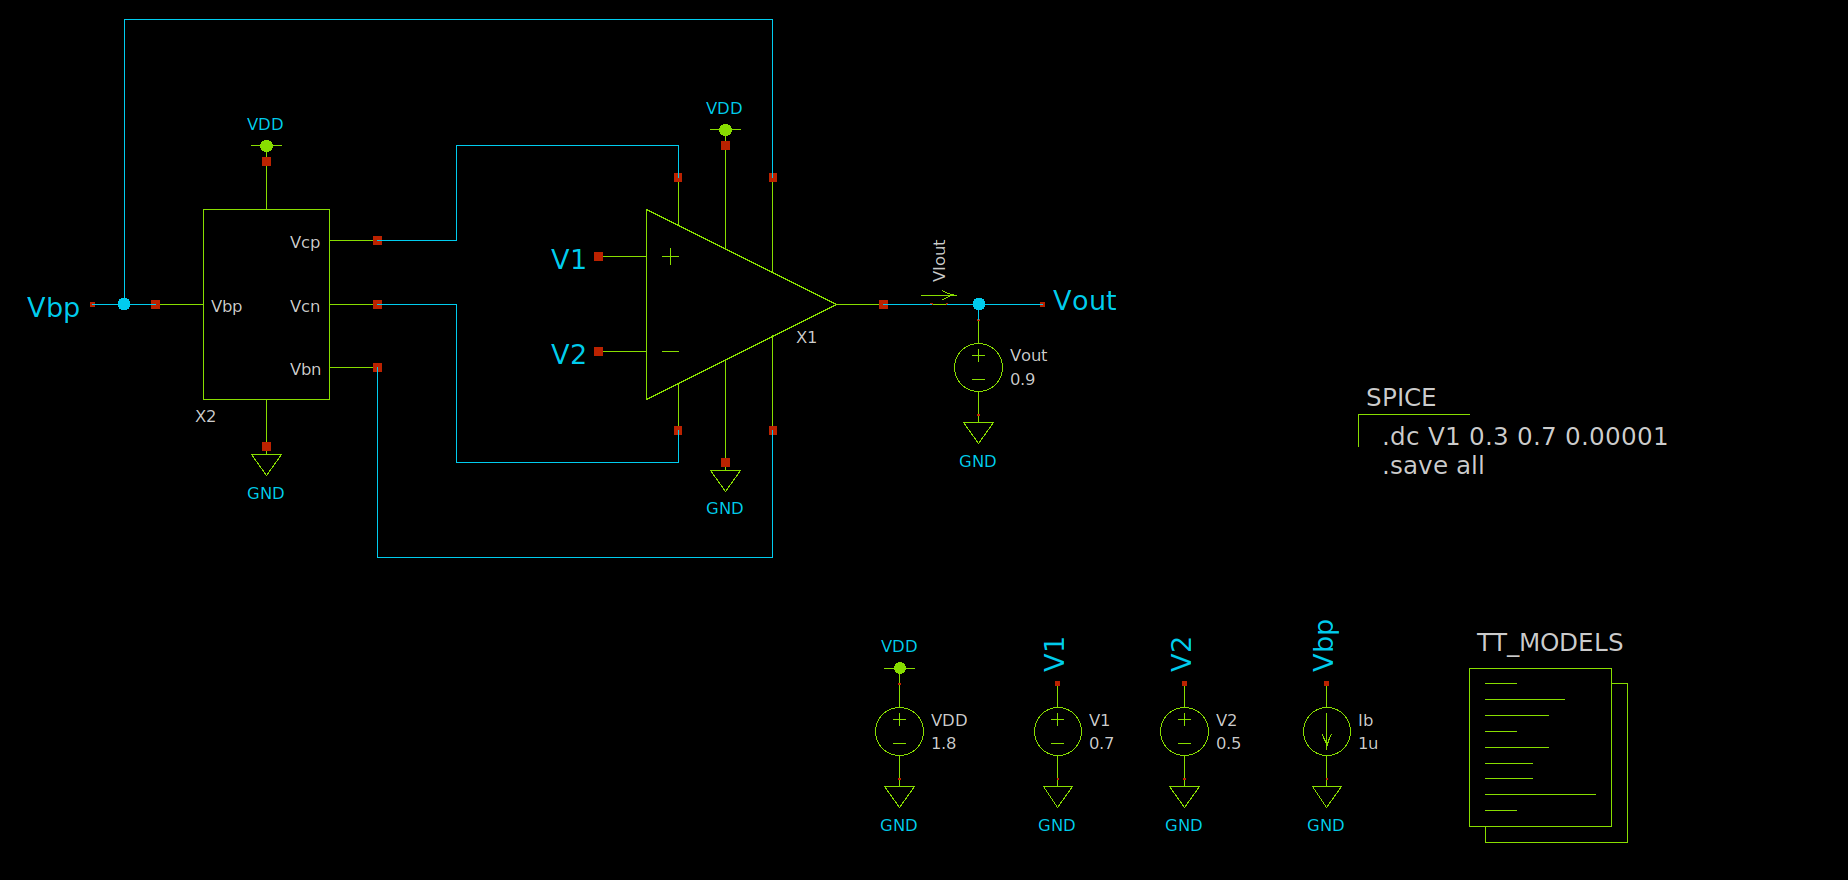 VDD
VDD
Vcp
VIout
V1
Vbp
Vbp
Vcn
Vout
X1
V2
Vout
0.9
Vbn
X2
SPICE
.dc V1 0.3 0.7 0.00001
.save all
GND
GND
GND
VDD
V1
V2
Vbp
TT_MODELS
VDD
1.8
V1
0.7
V2
0.5
Ib
1u
GND
GND
GND
GND